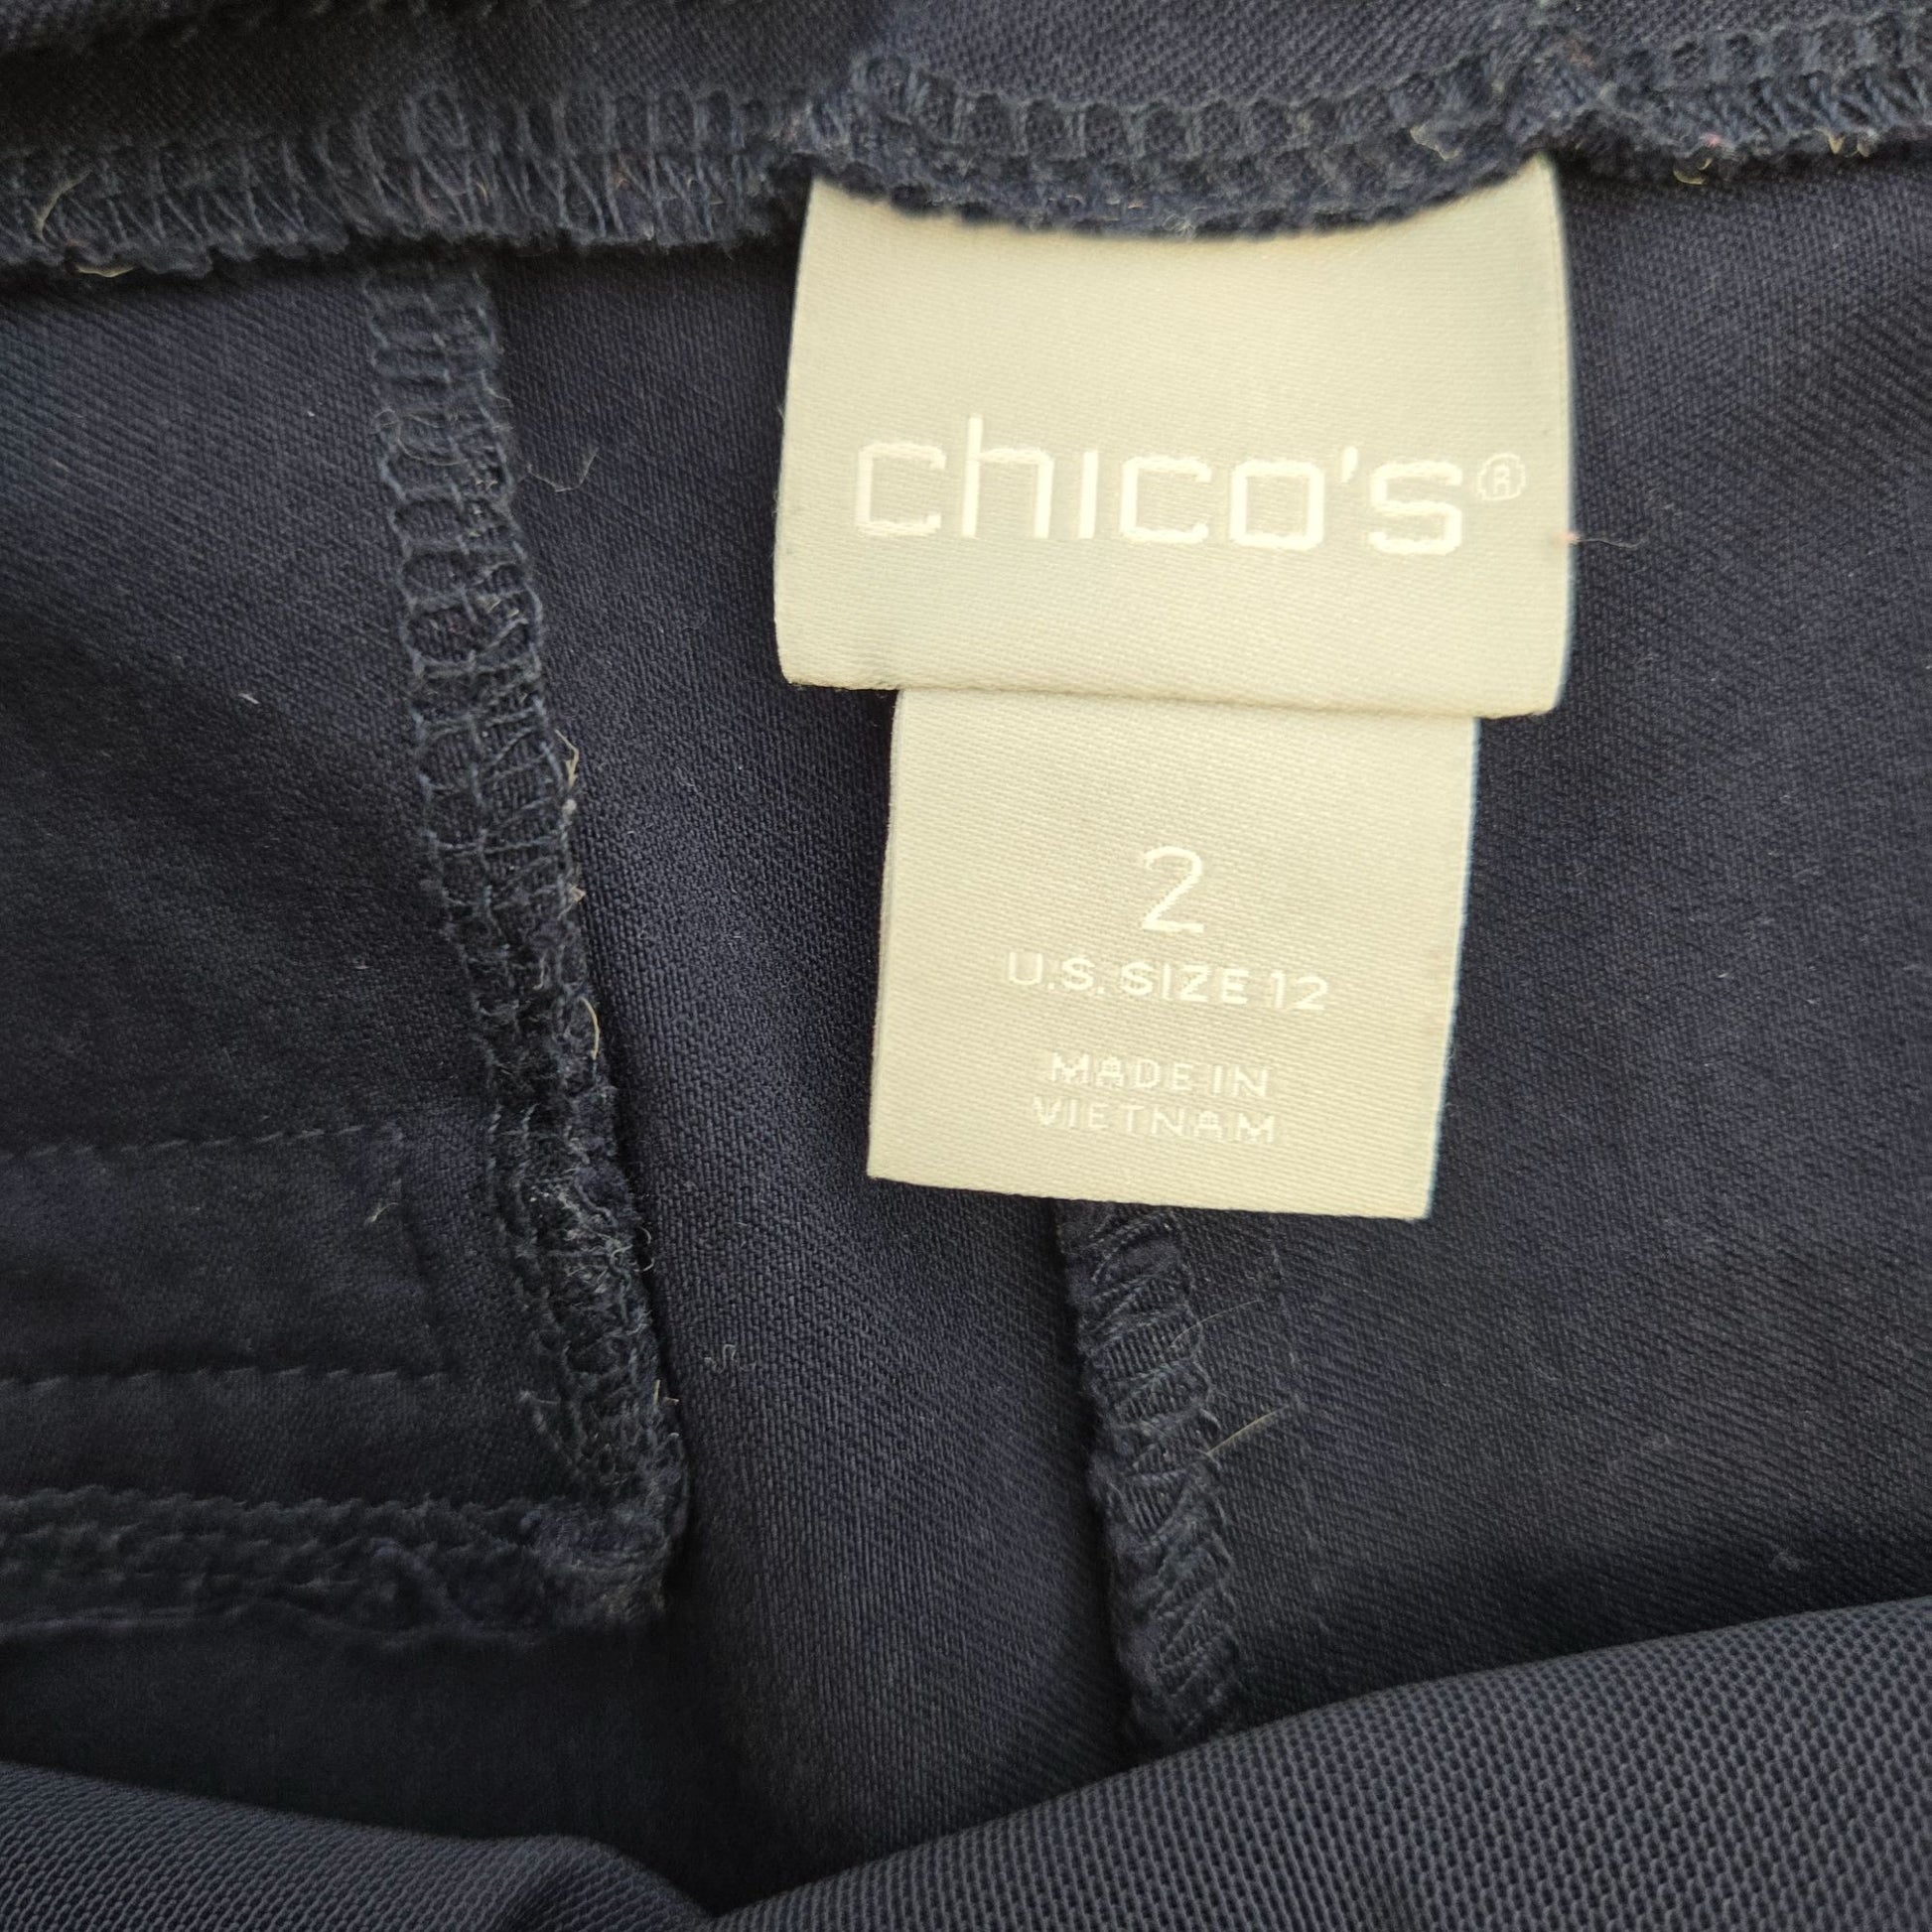 chico's®
2
U.S. SIZE 12
MADE IN
VIETNAM